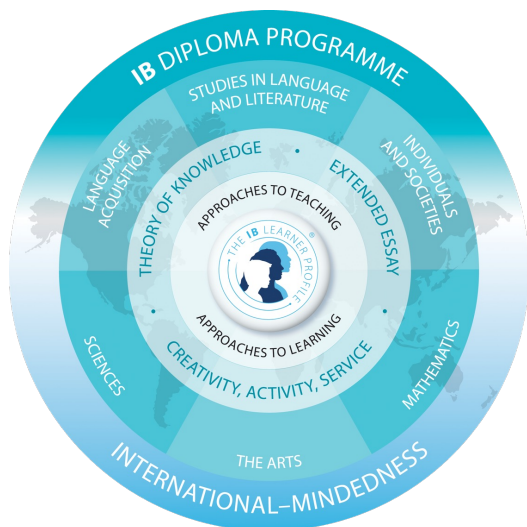 IB DIPLOMA PROGRAMME
STUDIES IN LANGUAGE
AND LITERATURE
LANGUAGE
ACQUISITION
INDIVIDUALS
AND SOCIETIES
THEORY OF KNOWLEDGE
EXTENDED ESSAY
APPROACHES TO TEACHING
THE IB LEARNER PROFILE
®
APPROACHES TO LEARNING
CREATIVITY, ACTIVITY, SERVICE
SCIENCES
MATHEMATICS
THE ARTS
INTERNATIONAL–MINDEDNESS